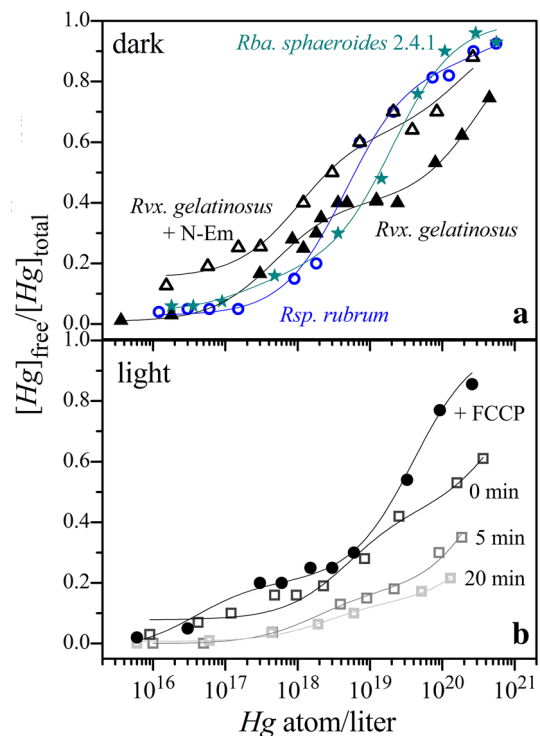 dark
Rba. sphaeroides 2.4.1
Rvx. gelatinosus
+ N-Em
Rvx. gelatinosus
Rsp. rubrum
a
1.0
0.8
0.6
0.4
0.2
0.0
[Hg]free/[Hg]total
light
+ FCCP
0 min
5 min
20 min
b
1.0
0.8
0.6
0.4
0.2
0.0
10^16 10^17 10^18 10^19 10^20 10^21
Hg atom/liter